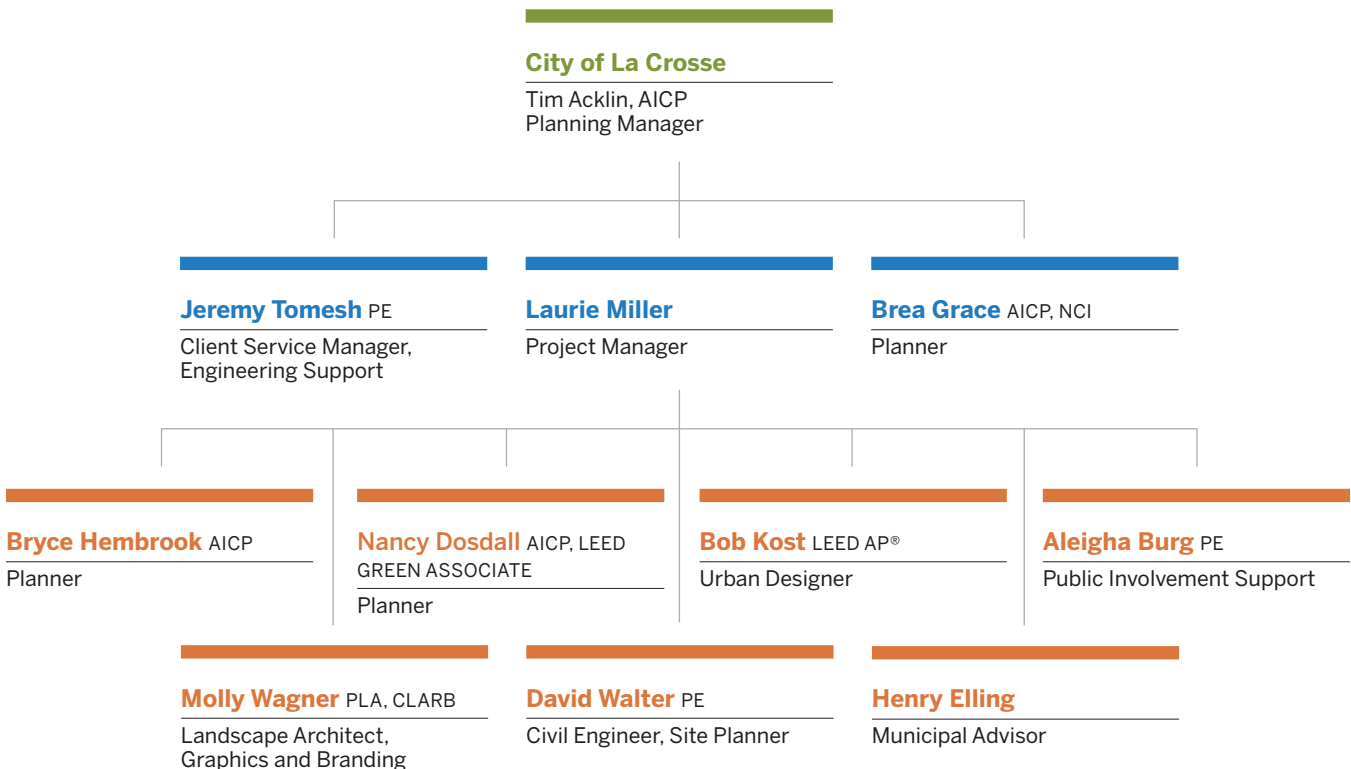 City of La Crosse
Tim Acklin, AICP
Planning Manager
Jeremy Tomesh PE
Client Service Manager,
Engineering Support
Laurie Miller
Project Manager
Brea Grace AICP, NCI
Planner
Bryce Hembrook AICP
Planner
Nancy Dosdall AICP, LEED
GREEN ASSOCIATE
Planner
Bob Kost LEED AP®
Urban Designer
Aleigha Burg PE
Public Involvement Support
Molly Wagner PLA, CLARB
Landscape Architect,
Graphics and Branding
David Walter PE
Civil Engineer, Site Planner
Henry Elling
Municipal Advisor